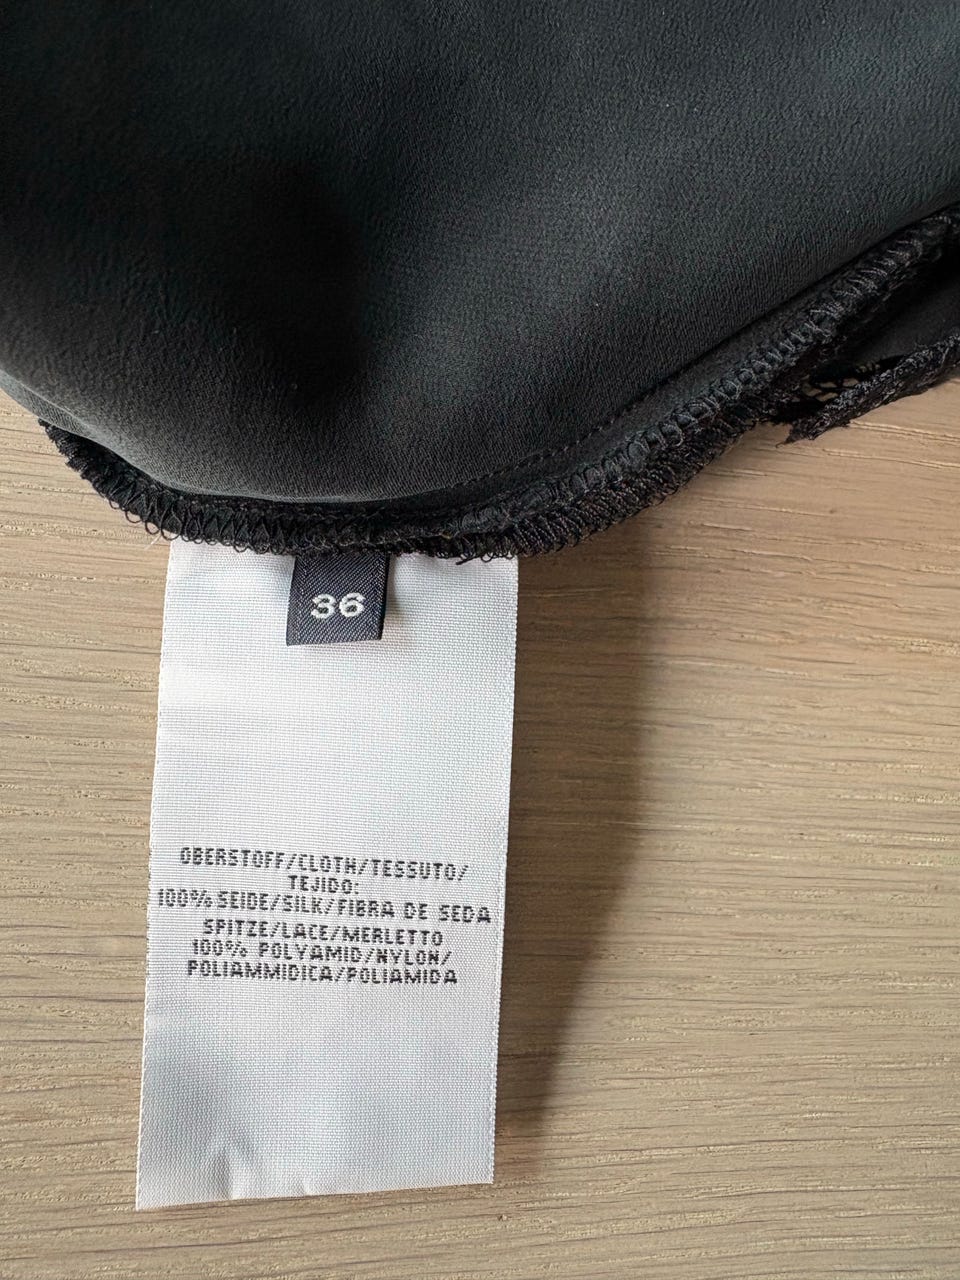 36
OBERSTOFF/CLOTH/TESSUTO/
TEJIDO:
100% SEIDE/SILK/FIBRA DE SEDA
SPITZE/LACE/MERLETTO
100% POLYAMID/NYLON/
POLIAMMIDICA/POLIAMIDA